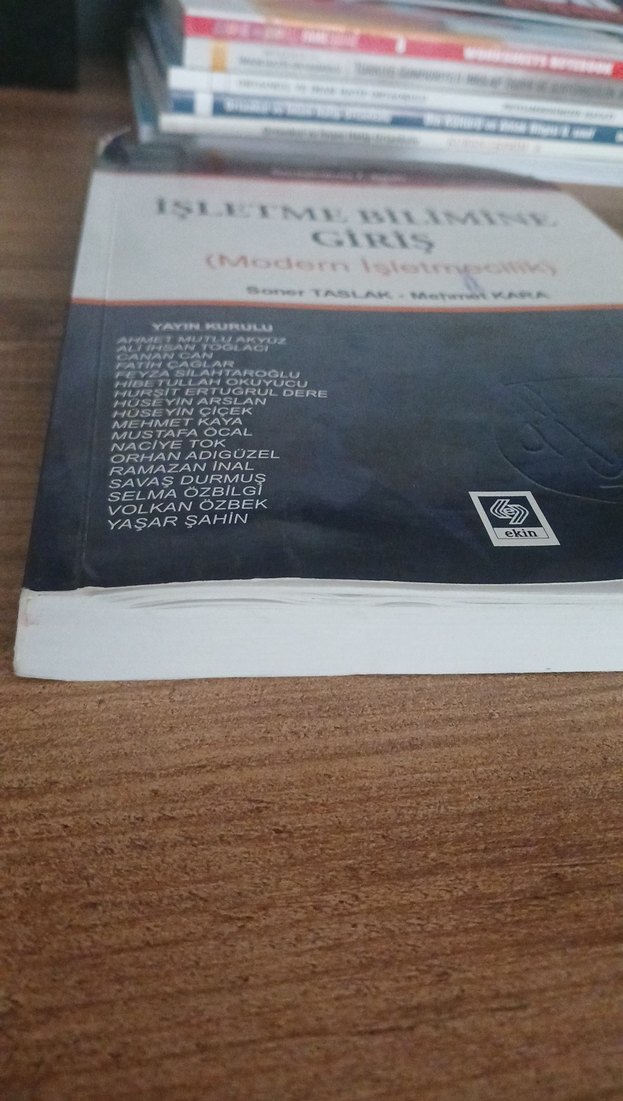 WORKSHEETS NOTEBOOK
İŞLETME BİLİMİNE
GİRİŞ
(Modern İşletmecilik)
Soner TASLAK - Mehmet KARA
YAYIN KURULU
AHMET MUTLU AKYÜZ
ALİ İHSAN TOĞLACI
CANAN CAN
FATİH ÇAĞLAR
FEYZA SİLAHTAROĞLU
HİBETULLAH OKUYUCU
HURŞİT ERTUĞRUL DERE
HÜSEYİN ARSLAN
HÜSEYİN ÇİÇEK
MEHMET KAYA
MUSTAFA ÖCAL
NACİYE TOK
ORHAN ADIGÜZEL
RAMAZAN İNAL
SAVAŞ DURMUŞ
SELMA ÖZBİLGİ
VOLKAN ÖZBEK
YAŞAR ŞAHİN
ekin